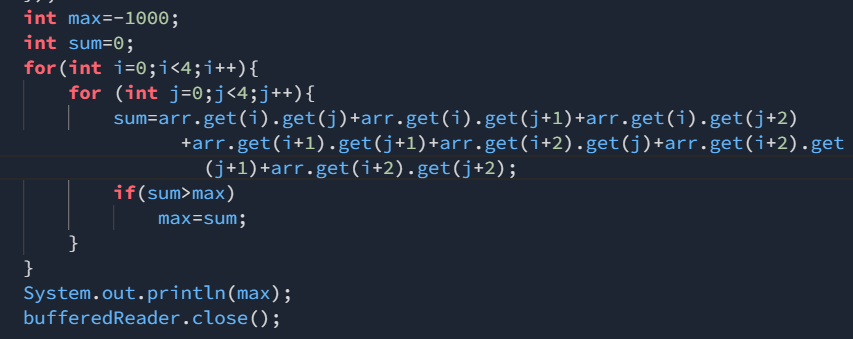 int max=-1000;
int sum=0;
for(int i=0;i<4;i++){
for (int j=0;j<4;j++){
sum=arr.get(i).get(j)+arr.get(i).get(j+1)+arr.get(i).get(j+2)
+arr.get(i+1).get(j+1)+arr.get(i+2).get(j)+arr.get(i+2).get
(j+1)+arr.get(i+2).get(j+2);
if(sum>max)
max=sum;
}
}
System.out.println(max);
bufferedReader.close();